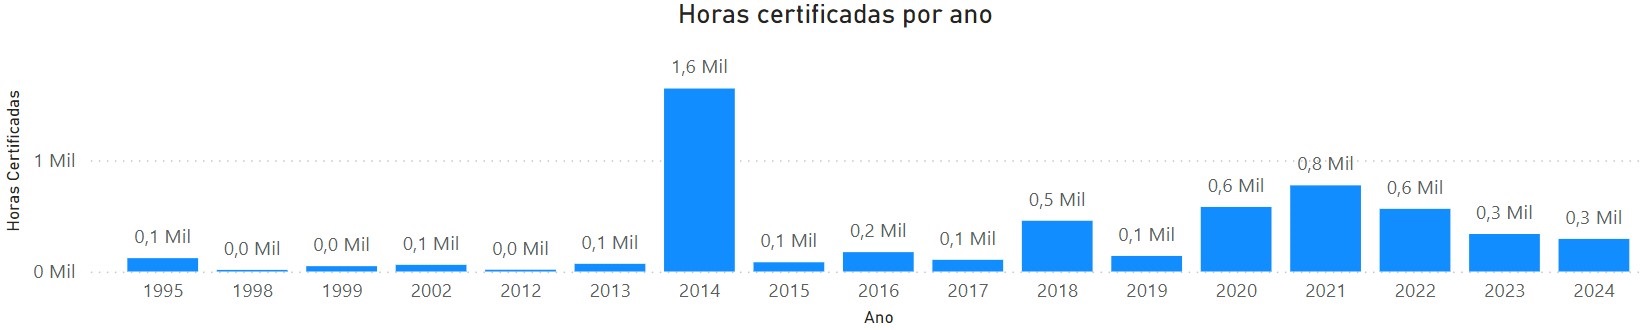 Horas certificadas por ano
Horas Certificadas
1 Mil
0 Mil
0,1 Mil
0,0 Mil
0,0 Mil
0,1 Mil
0,0 Mil
0,1 Mil
1,6 Mil
0,1 Mil
0,2 Mil
0,1 Mil
0,5 Mil
0,1 Mil
0,6 Mil
0,8 Mil
0,6 Mil
0,3 Mil
0,3 Mil
1995
1998
1999
2002
2012
2013
2014
2015
2016
2017
2018
2019
2020
2021
2022
2023
2024
Ano